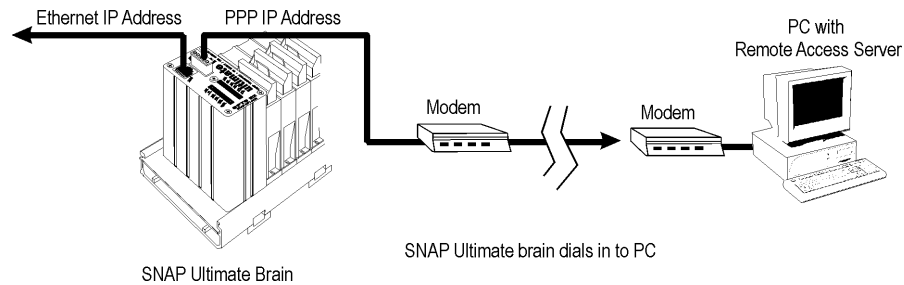 Ethernet IP Address
PPP IP Address
PC with
Remote Access Server
Modem
Modem
SNAP Ultimate brain dials in to PC
SNAP Ultimate Brain